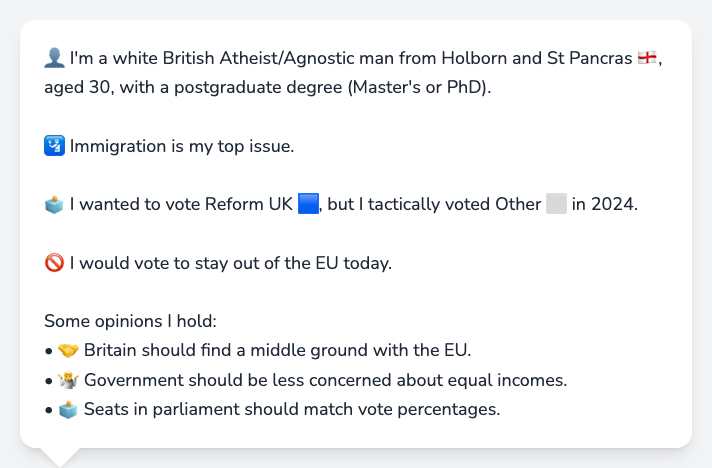 👤 I'm a white British Atheist/Agnostic man from Holborn and St Pancras 🏴󠁧󠁢󠁥󠁮󠁧󠁿,
aged 30, with a postgraduate degree (Master's or PhD).
🛂 Immigration is my top issue.
🗳️ I wanted to vote Reform UK 🟦, but I tactically voted Other ⬜ in 2024.
🚫 I would vote to stay out of the EU today.
Some opinions I hold:
• 🤝 Britain should find a middle ground with the EU.
• 🤷 Government should be less concerned about equal incomes.
• 🗳️ Seats in parliament should match vote percentages.